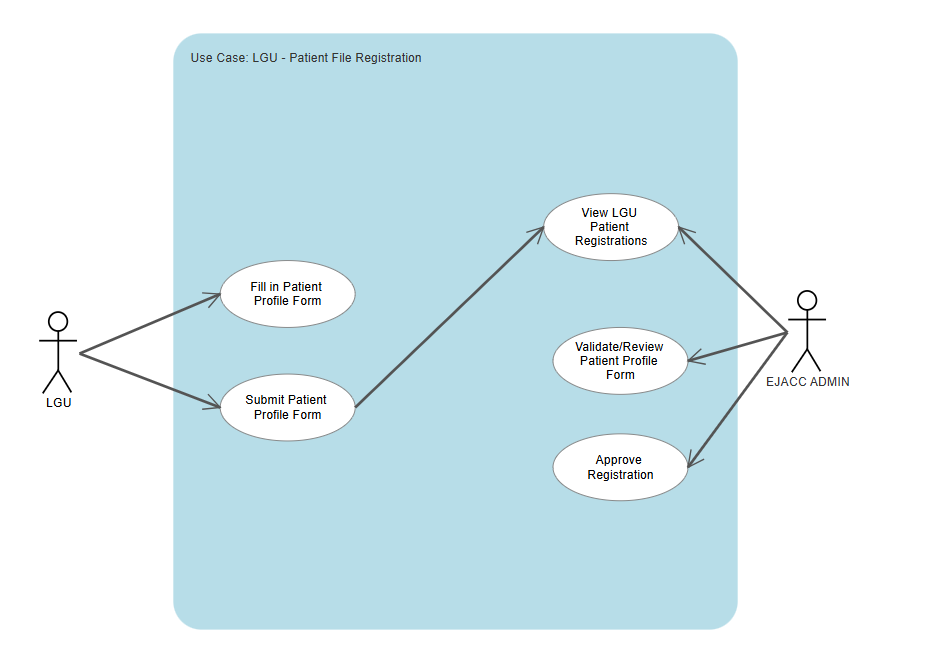 Use Case: LGU - Patient File Registration
View LGU
Patient
Registrations
Fill in Patient
Profile Form
Validate/Review
Patient Profile
Form
EJACC ADMIN
LGU
Submit Patient
Profile Form
Approve
Registration